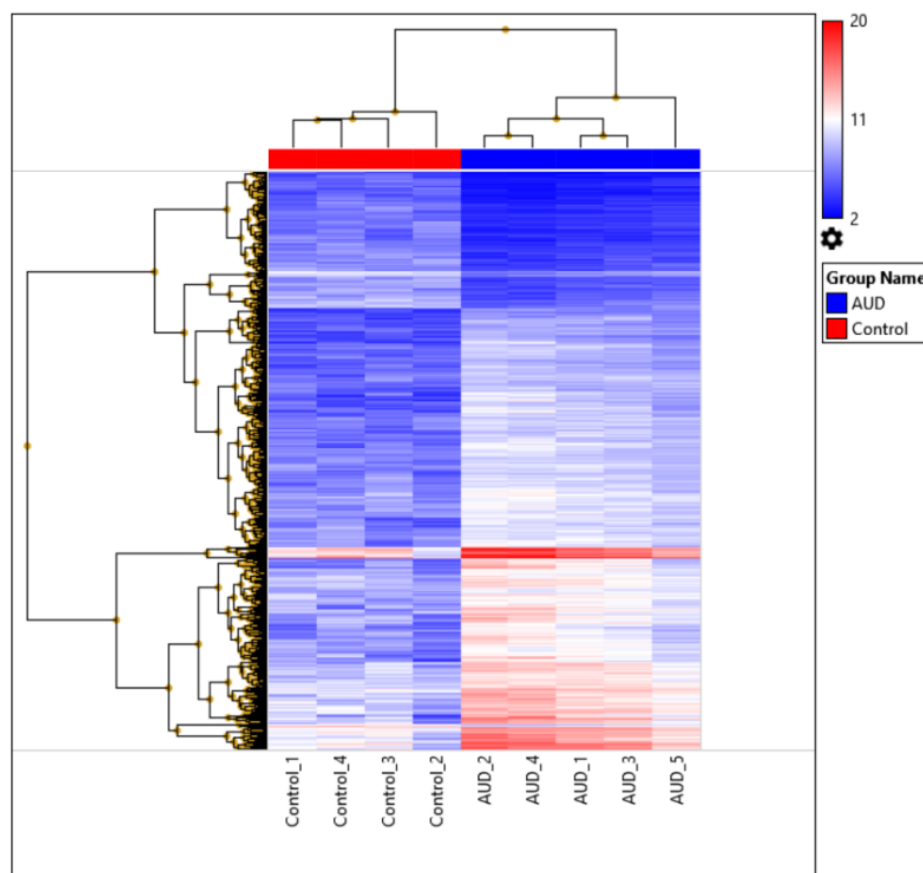 20
11
2
Group Name
AUD
Control
Control_1
Control_4
Control_3
Control_2
AUD_2
AUD_4
AUD_1
AUD_3
AUD_5